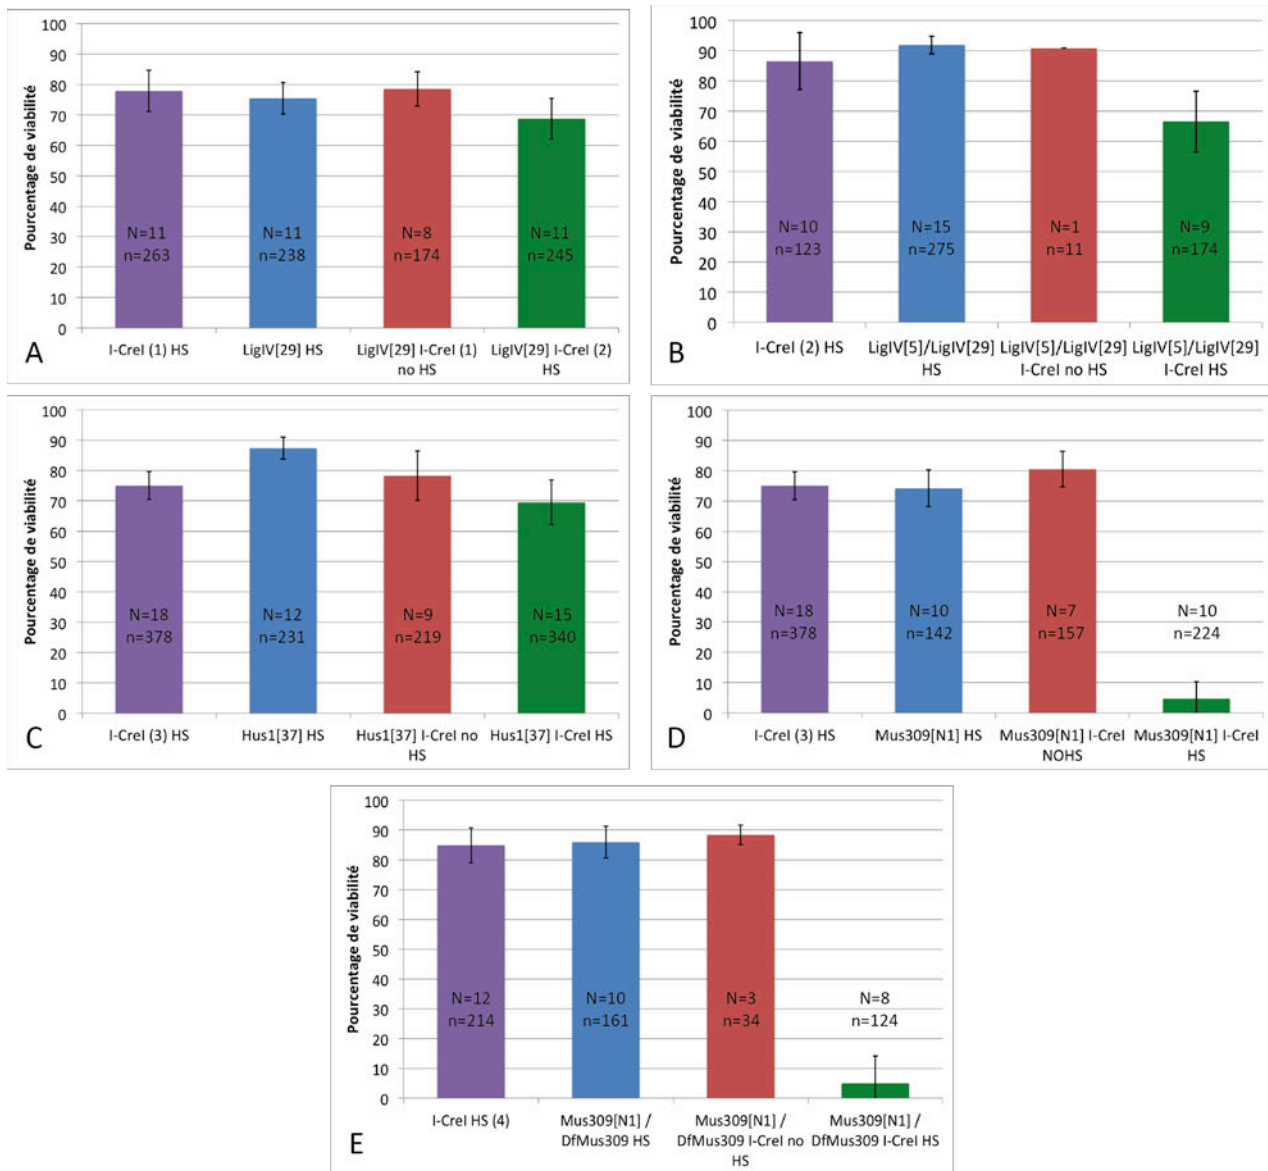 Pourcentage de viabilité
100
90
80
70
60
50
40
30
20
10
0
N=11
n=263
N=11
n=238
N=8
n=174
N=11
n=245
I-CreI (1) HS
LigIV[29] HS
LigIV[29] I-CreI (1)
no HS
LigIV[29] I-CreI (2)
HS
A
Pourcentage de viabilité
100
90
80
70
60
50
40
30
20
10
0
N=10
n=123
N=15
n=275
N=1
n=11
N=9
n=174
I-CreI (2) HS
LigIV[5]/LigIV[29]
HS
LigIV[5]/LigIV[29]
I-CreI no HS
LigIV[5]/LigIV[29]
I-CreI HS
B
Pourcentage de viabilité
100
90
80
70
60
50
40
30
20
10
0
N=18
n=378
N=12
n=231
N=9
n=219
N=15
n=340
I-CreI (3) HS
Hus1[37] HS
Hus1[37] I-CreI no
HS
Hus1[37] I-CreI HS
C
Pourcentage de viabilité
100
90
80
70
60
50
40
30
20
10
0
N=18
n=378
N=10
n=142
N=7
n=157
N=10
n=224
I-CreI (3) HS
Mus309[N1] HS
Mus309[N1] I-CreI
NOHS
Mus309[N1] I-CreI
HS
D
Pourcentage de viabilité
100
90
80
70
60
50
40
30
20
10
0
N=12
n=214
N=10
n=161
N=3
n=34
N=8
n=124
I-CreI HS (4)
Mus309[N1] /
DfMus309 HS
Mus309[N1] /
DfMus309 I-CreI no
HS
Mus309[N1] /
DfMus309 I-CreI HS
E